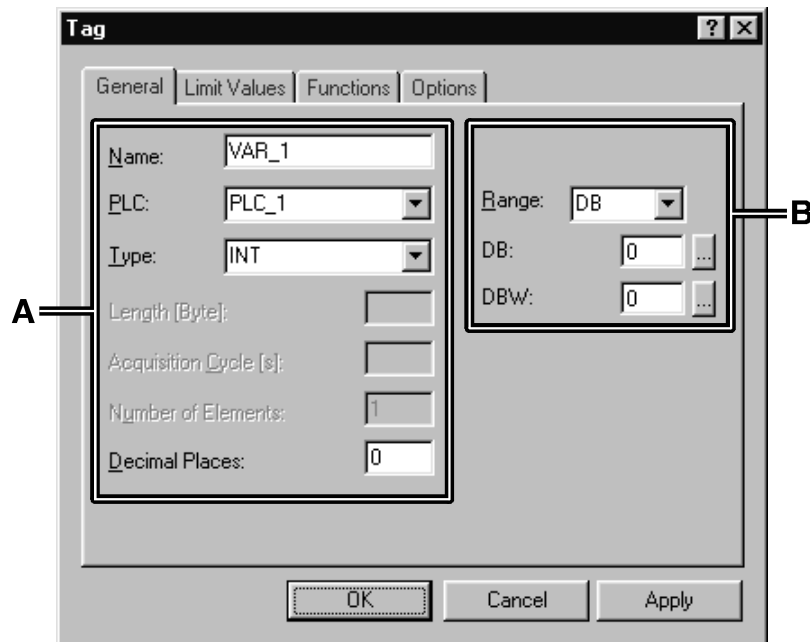 Tag
General Limit Values Functions Options
Name: VAR_1
PLC: PLC_1
Type: INT
Length [Byte]:
Acquisition Cycle [s]:
Number of Elements: 1
Decimal Places: 0
A
Range: DB
DB: 0 ...
DBW: 0 ...
B
OK Cancel Apply